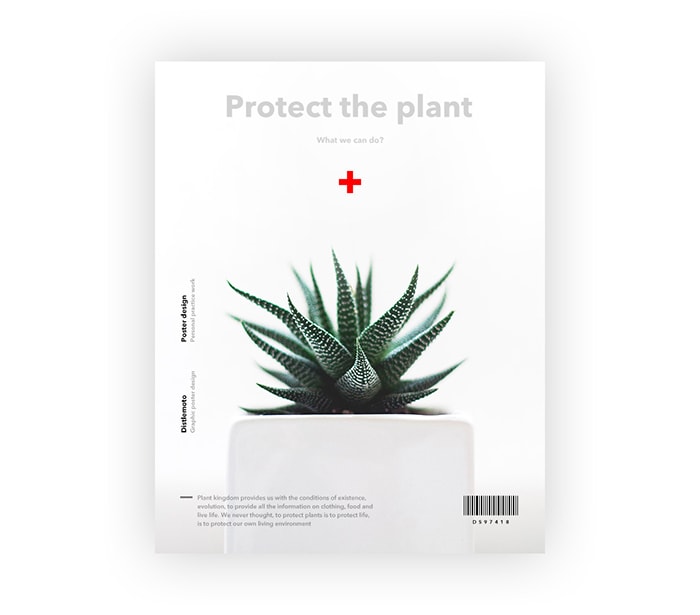 Protect the plant
What we can do?
Poster design
Personal practice work
Distlemoto
Graphic poster design
Plant kingdom provides us with the conditions of existence,
evolution, to provide all the information on clothing, food and
live life. We never thought, to protect plants is to protect life,
is to protect our own living environment
DS97418